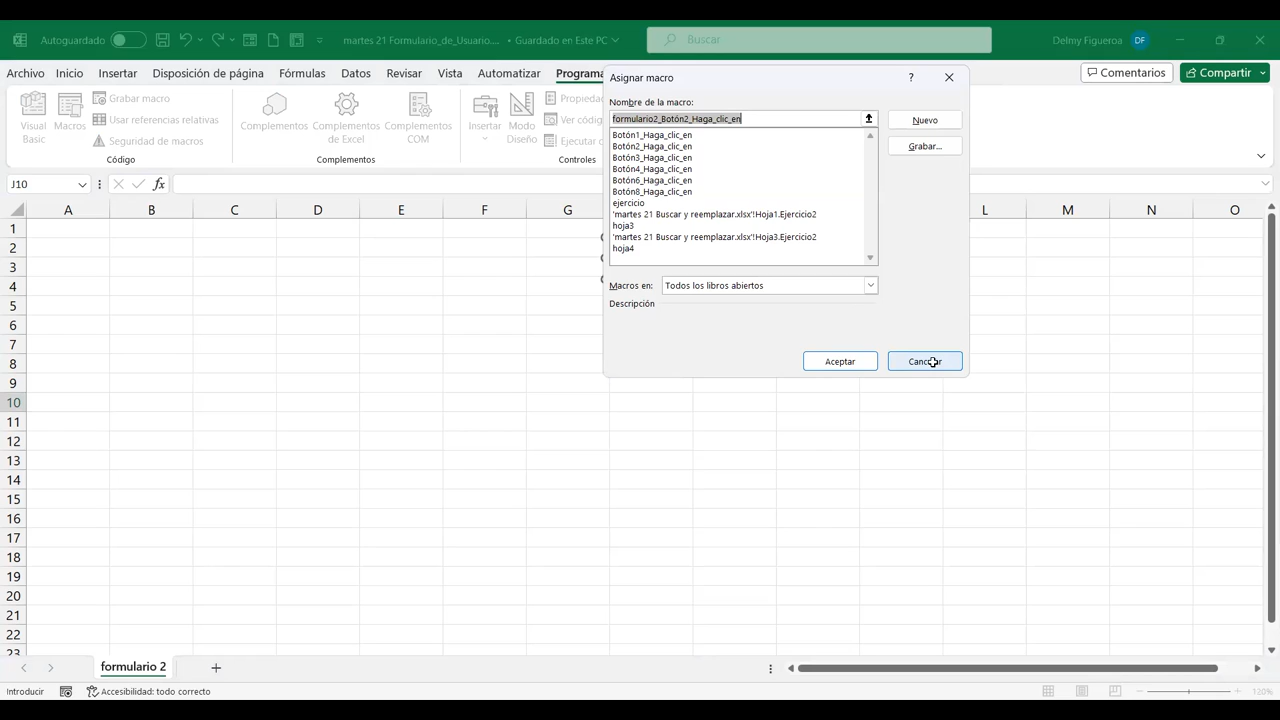 Autoguardado
martes 21 Formulario_de_Usuario.... • Guardado en Este PC
Buscar
Delmy Figueroa DF
Archivo Inicio Insertar Disposición de página Fórmulas Datos Revisar Vista Automatizar Programa
Comentarios Compartir
Visual Basic
Macros
Grabar macro
Usar referencias relativas
Seguridad de macros
Código
Complementos
Complementos de Excel
Complementos COM
Complementos
Insertar
Modo Diseño
Propiedad
Ver códig
Ejecutar c
Controles
Asignar macro
?
Nombre de la macro:
formulario2_Botón2_Haga_clic_en
Nuevo
Grabar...
Botón1_Haga_clic_en
Botón2_Haga_clic_en
Botón3_Haga_clic_en
Botón4_Haga_clic_en
Botón6_Haga_clic_en
Botón8_Haga_clic_en
ejercicio
'martes 21 Buscar y reemplazar.xlsx'!Hoja1.Ejercicio2
hoja3
'martes 21 Buscar y reemplazar.xlsx'!Hoja3.Ejercicio2
hoja4
Macros en: Todos los libros abiertos
Descripción
Aceptar Cancelar
J10
fx
A B C D E F G L M N O
1
2
3
4
5
6
7
8
9
10
11
12
13
14
15
16
17
18
19
20
21
22
23
formulario 2
Introducir
Accesibilidad: todo correcto
120%